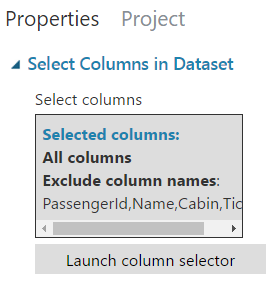 Properties Project
Select Columns in Dataset
Select columns
Selected columns:
All columns
Exclude column names:
PassengerId,Name,Cabin,Tic
Launch column selector